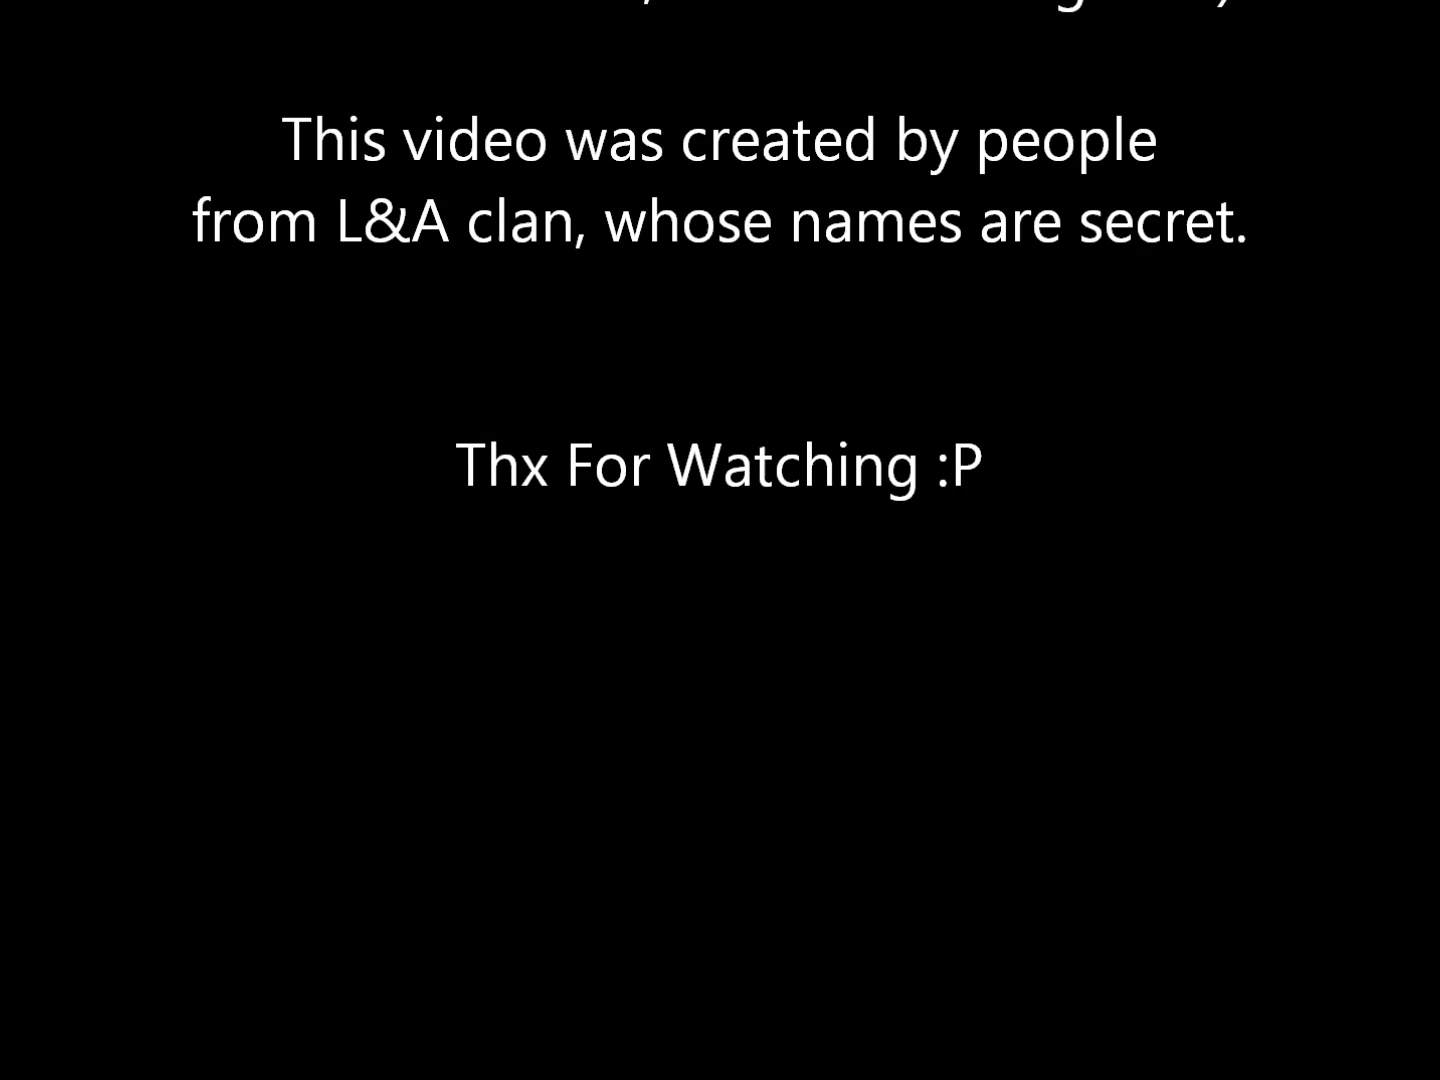 This video was created by people
from L&A clan, whose names are secret.
Thx For Watching :P